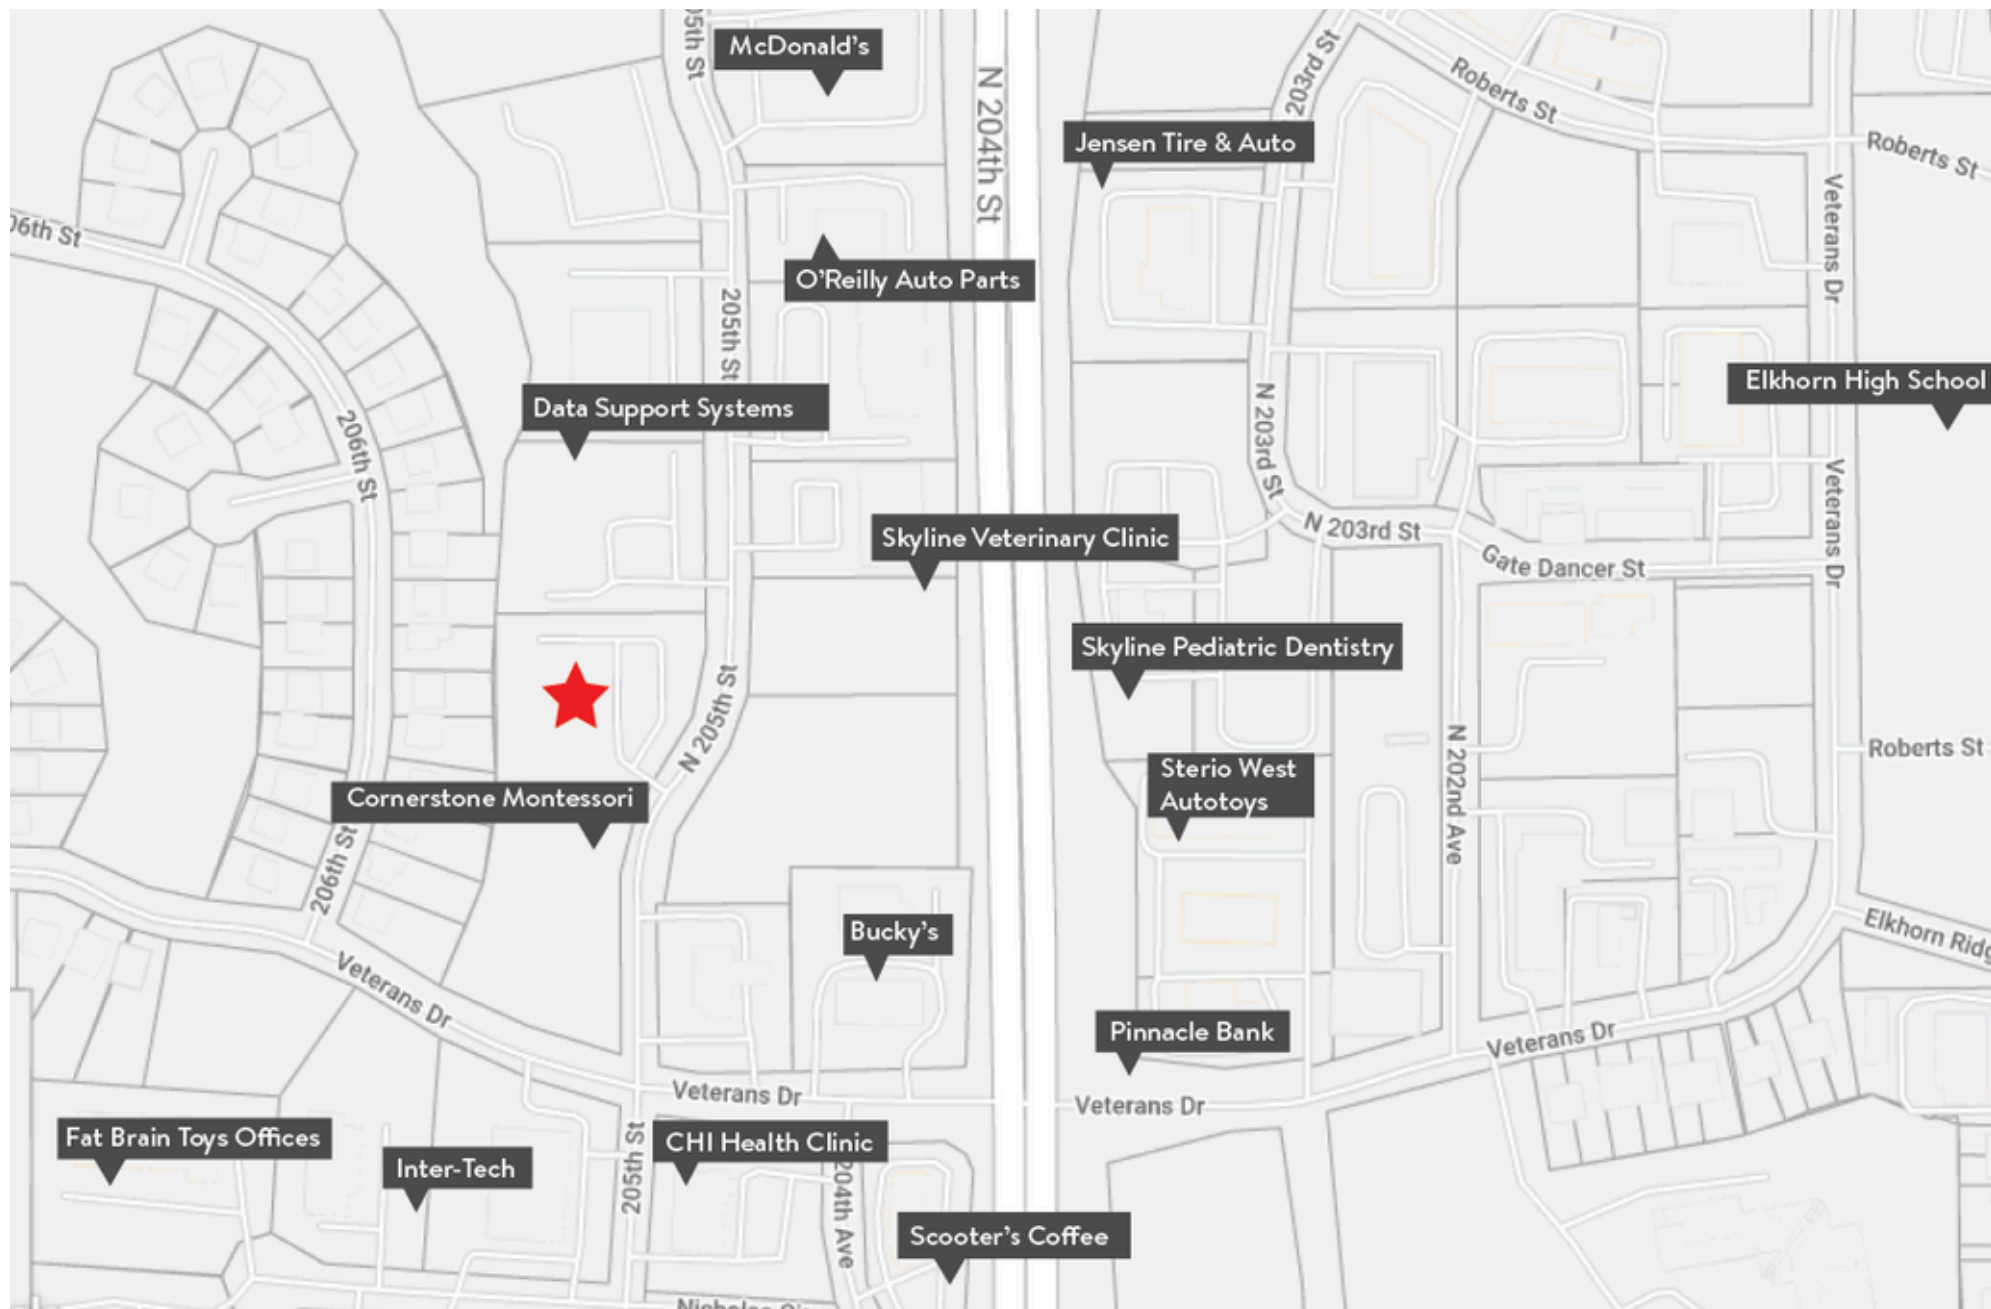 McDonald's
205th St
N 204th St
203rd St
Roberts St
Jensen Tire & Auto
Roberts St
Veterans Dr
206th St
O'Reilly Auto Parts
205th St
Data Support Systems
N 203rd St
Elkhorn High School
206th St
Skyline Veterinary Clinic
N 203rd St
Gate Dancer St
Veterans Dr
Skyline Pediatric Dentistry
N 205th St
N 202nd Ave
Roberts St
Sterio West
Autotoys
Cornerstone Montessori
206th St
Bucky's
Elkhorn Ridg
Veterans Dr
Pinnacle Bank
Veterans Dr
Veterans Dr
Veterans Dr
Fat Brain Toys Offices
Inter-Tech
205th St
CHI Health Clinic
204th Ave
Scooter's Coffee